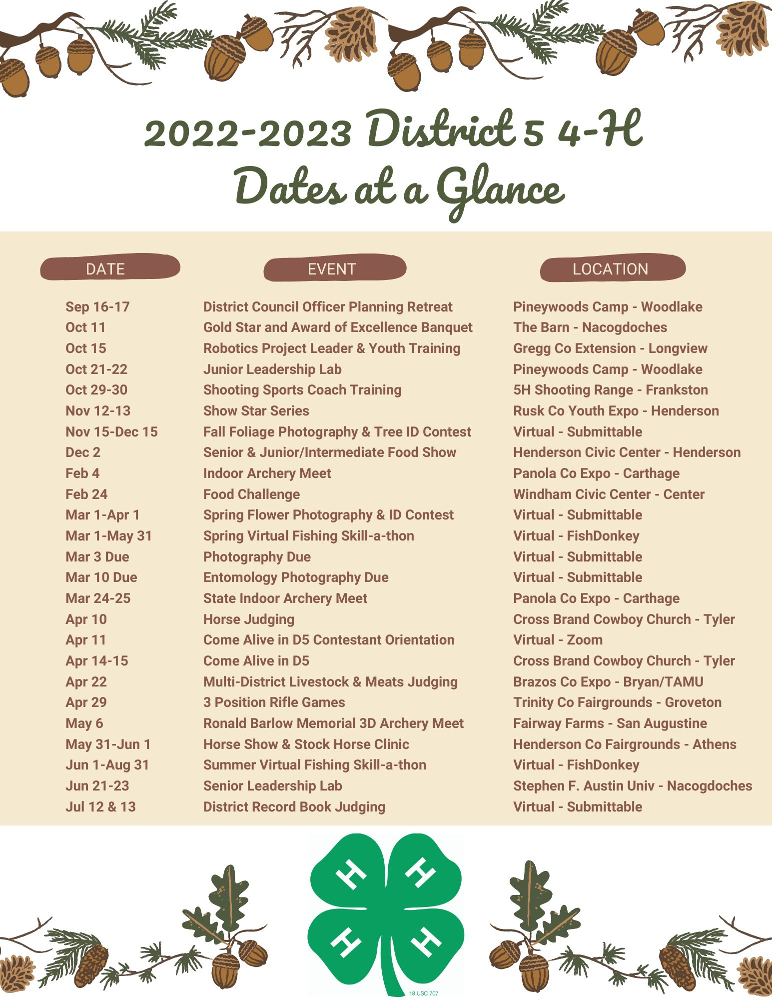 2022-2023 District 5 4-H
Dates at a Glance
DATE EVENT LOCATION
Sep 16-17 District Council Officer Planning Retreat Pineywoods Camp - Woodlake
Oct 11 Gold Star and Award of Excellence Banquet The Barn - Nacogdoches
Oct 15 Robotics Project Leader & Youth Training Gregg Co Extension - Longview
Oct 21-22 Junior Leadership Lab Pineywoods Camp - Woodlake
Oct 29-30 Shooting Sports Coach Training 5H Shooting Range - Frankston
Nov 12-13 Show Star Series Rusk Co Youth Expo - Henderson
Nov 15-Dec 15 Fall Foliage Photography & Tree ID Contest Virtual - Submittable
Dec 2 Senior & Junior/Intermediate Food Show Henderson Civic Center - Henderson
Feb 4 Indoor Archery Meet Panola Co Expo - Carthage
Feb 24 Food Challenge Windham Civic Center - Center
Mar 1-Apr 1 Spring Flower Photography & ID Contest Virtual - Submittable
Mar 1-May 31 Spring Virtual Fishing Skill-a-thon Virtual - FishDonkey
Mar 3 Due Photography Due Virtual - Submittable
Mar 10 Due Entomology Photography Due Virtual - Submittable
Mar 24-25 State Indoor Archery Meet Panola Co Expo - Carthage
Apr 10 Horse Judging Cross Brand Cowboy Church - Tyler
Apr 11 Come Alive in D5 Contestant Orientation Virtual - Zoom
Apr 14-15 Come Alive in D5 Cross Brand Cowboy Church - Tyler
Apr 22 Multi-District Livestock & Meats Judging Brazos Co Expo - Bryan/TAMU
Apr 29 3 Position Rifle Games Trinity Co Fairgrounds - Groveton
May 6 Ronald Barlow Memorial 3D Archery Meet Fairway Farms - San Augustine
May 31-Jun 1 Horse Show & Stock Horse Clinic Henderson Co Fairgrounds - Athens
Jun 1-Aug 31 Summer Virtual Fishing Skill-a-thon Virtual - FishDonkey
Jun 21-23 Senior Leadership Lab Stephen F. Austin Univ - Nacogdoches
Jul 12 & 13 District Record Book Judging Virtual - Submittable
H H
H H
18 USC 707